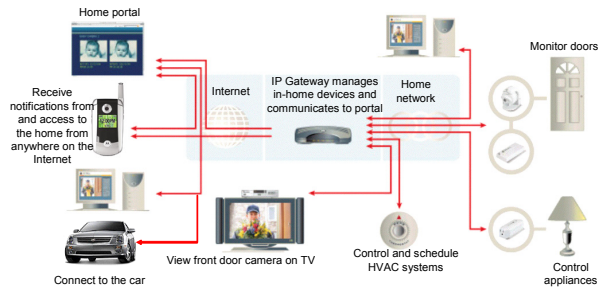 Home portal
Receive
notifications from
and access to
the home from
anywhere on the
Internet
Internet
IP Gateway manages
in-home devices and
communicates to portal
Home
network
Monitor doors
Connect to the car
View front door camera on TV
Control and schedule
HVAC systems
Control
appliances